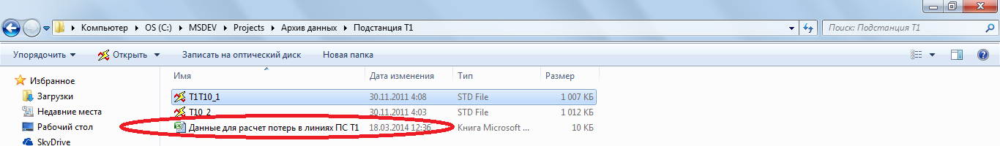 Компьютер OS (C:) MSDEV Projects Архив данных Подстанция Т1 Поиск: Подстанция Т1
Упорядочить Открыть Записать на оптический диск Новая папка
Избранное
Загрузки
Недавние места
Рабочий стол
SkyDrive
Имя Дата изменения Тип Размер
T1T10_1 30.11.2011 4:08 STD File 1 007 КБ
T10_2 30.11.2011 4:03 STD File 1 012 КБ
Данные для расчет потерь в линиях ПС Т1 18.03.2014 12:36 Книга Microsoft ... 10 КБ